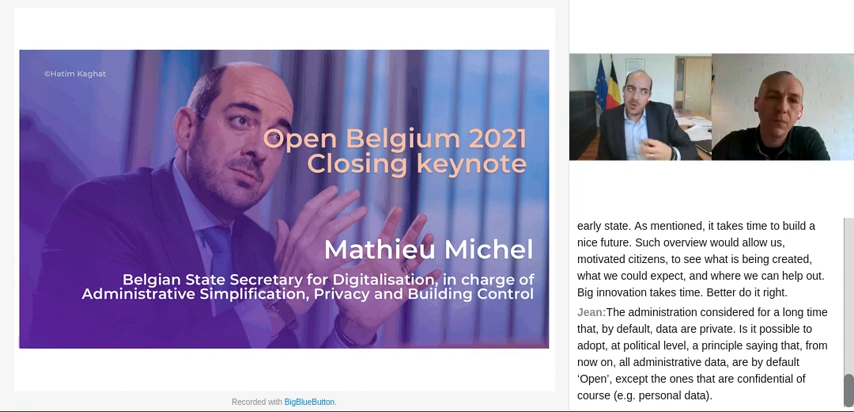 ©Hatim Kaghat
Open Belgium 2021
Closing keynote
Mathieu Michel
Belgian State Secretary for Digitalisation, in charge of
Administrative Simplification, Privacy and Building Control
Recorded with BigBlueButton.
early state. As mentioned, it takes time to build a
nice future. Such overview would allow us,
motivated citizens, to see what is being created,
what we could expect, and where we can help out.
Big innovation takes time. Better do it right.
Jean:The administration considered for a long time
that, by default, data are private. Is it possible to
adopt, at political level, a principle saying that, from
now on, all administrative data, are by default
‘Open’, except the ones that are confidential of
course (e.g. personal data).